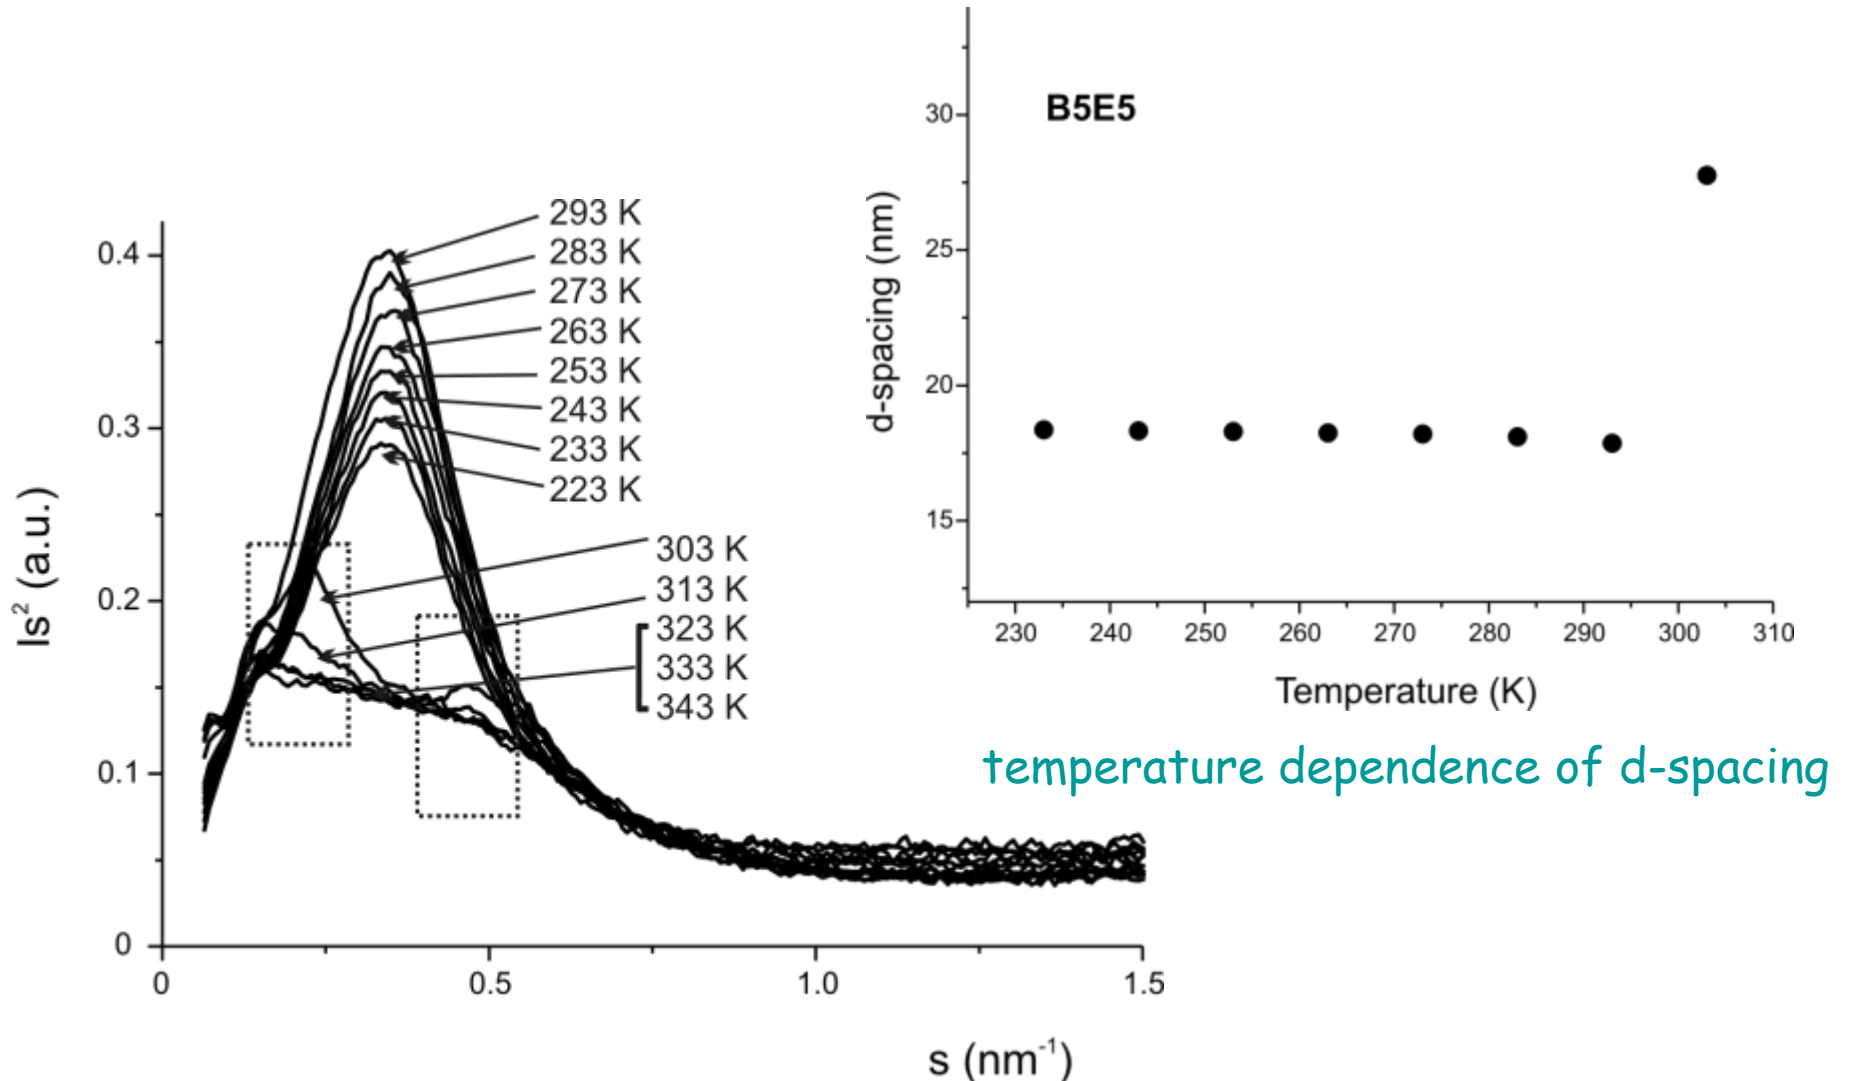 293 K
283 K
273 K
263 K
253 K
243 K
233 K
223 K
303 K
313 K
323 K
333 K
343 K
0.4
0.3
0.2
0.1
0
0
0.5
1.0
1.5
Is²  (a.u.)
s (nm⁻¹)
B5E5
30
25
20
15
d-spacing (nm)
230 240 250 260 270 280 290 300 310
Temperature (K)
temperature dependence of d-spacing